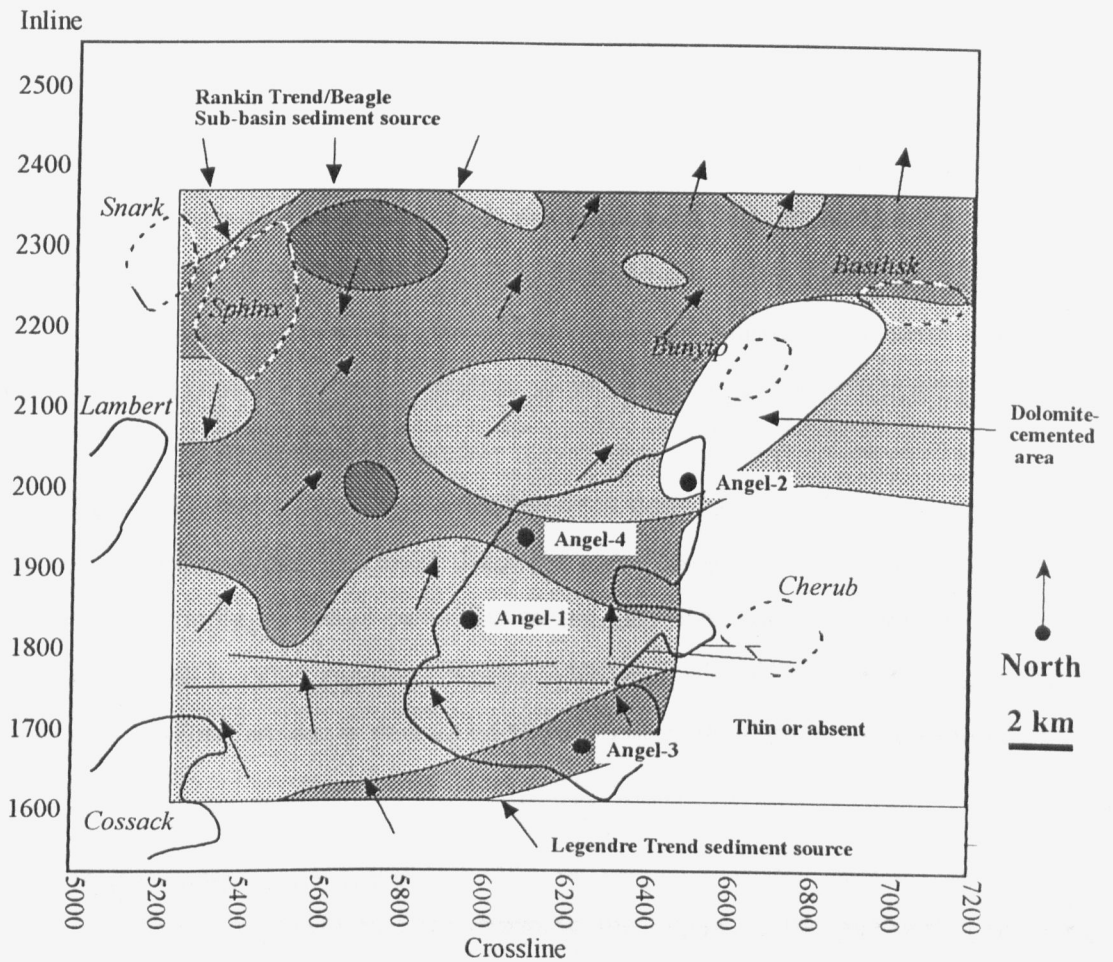 Inline
2500
2400
2300
2200
2100
2000
1900
1800
1700
1600
Rankin Trend/Beagle
Sub-basin sediment source
Snark
Sphinx
Basilisk
Bunyip
Lambert
Dolomite-
cemented
area
Angel-2
Angel-4
Angel-1
Cherub
North
2 km
Thin or absent
Angel-3
Cossack
Legendre Trend sediment source
5000
5200
5400
5800
6000
6200
6400
6600
6800
7000
7200
Crossline